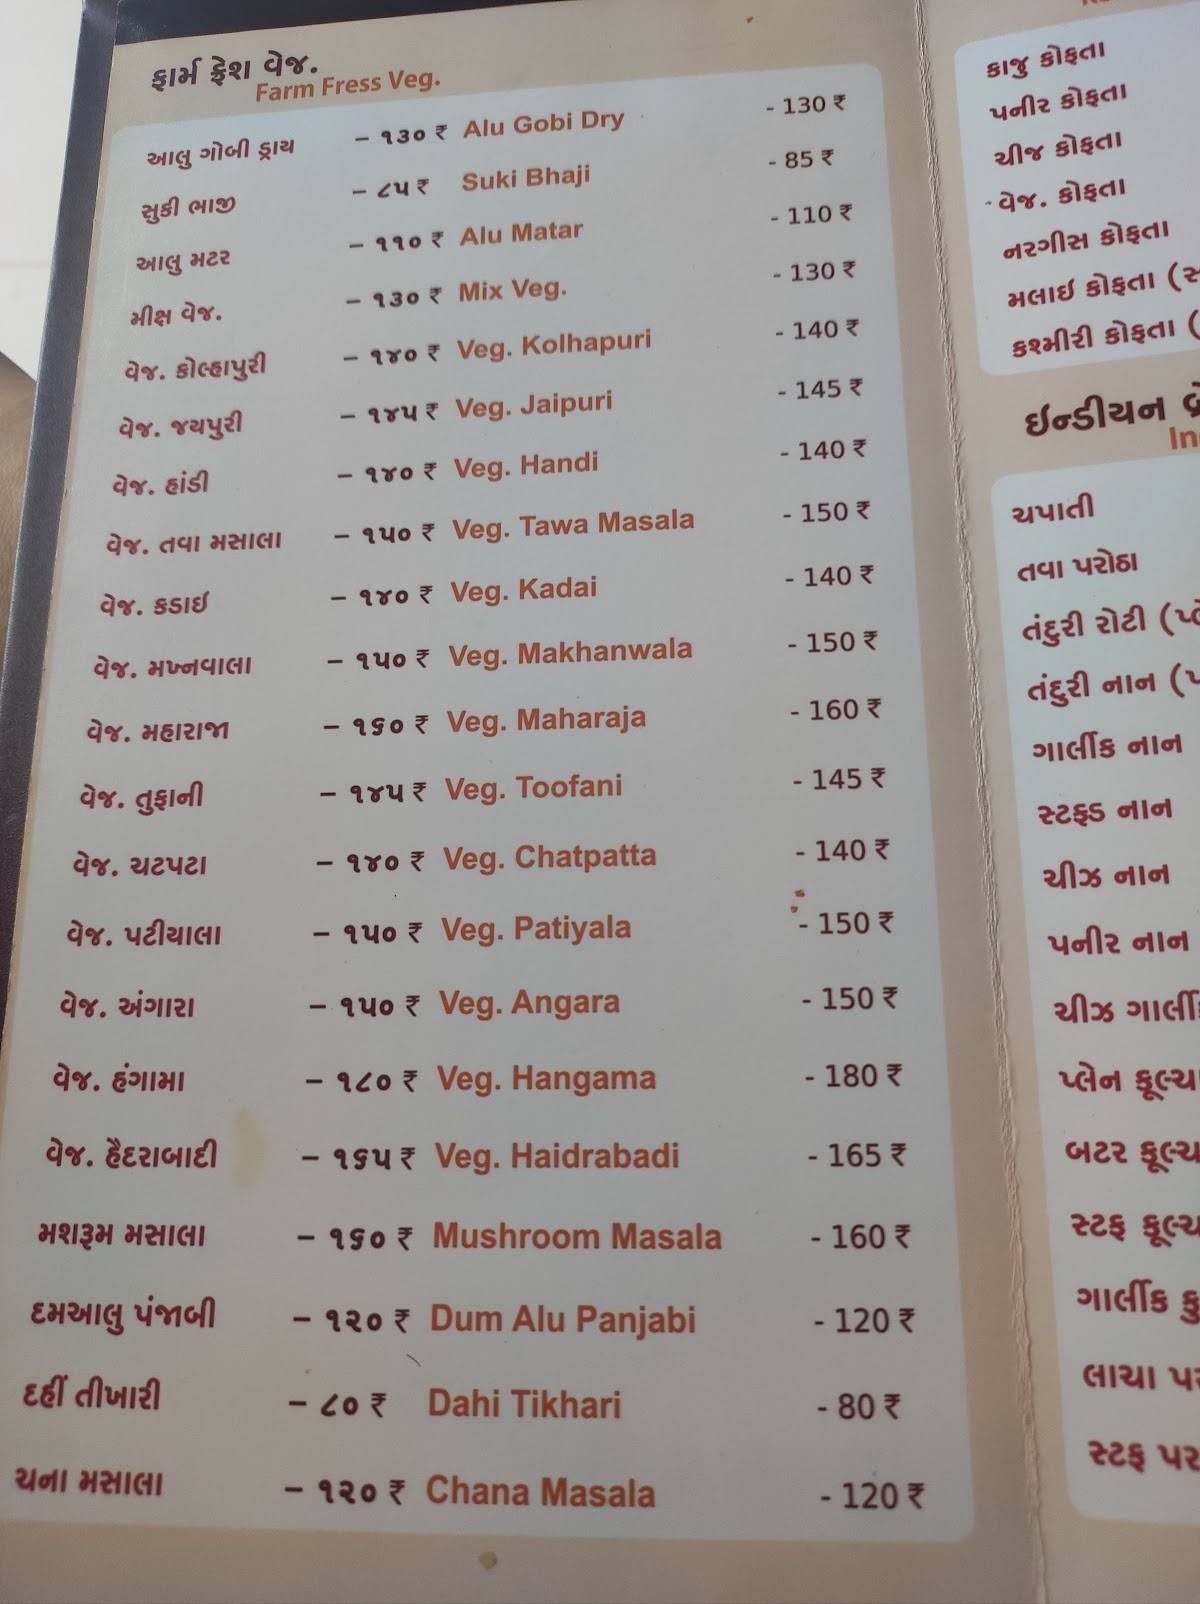 ફાર્મ ફ્રેશ વેજ.
Farm Fress Veg.
આલુ ગોબી ડ્રાય – ૧૩૦ ₹ Alu Gobi Dry - 130 ₹
સુકી ભાજી – ૮૫ ₹ Suki Bhaji - 85 ₹
આલુ મટર – ૧૧૦ ₹ Alu Matar - 110 ₹
મીક્ષ વેજ. – ૧૩૦ ₹ Mix Veg. - 130 ₹
વેજ. કોલ્હાપુરી – ૧૪૦ ₹ Veg. Kolhapuri - 140 ₹
વેજ. જયપુરી – ૧૪૫ ₹ Veg. Jaipuri - 145 ₹
વેજ. હાંડી – ૧૪૦ ₹ Veg. Handi - 140 ₹
વેજ. તવા મસાલા – ૧૫૦ ₹ Veg. Tawa Masala - 150 ₹
વેજ. કડાઈ – ૧૪૦ ₹ Veg. Kadai - 140 ₹
વેજ. મખ્નવાલા – ૧૫૦ ₹ Veg. Makhanwala - 150 ₹
વેજ. મહારાજા – ૧૬૦ ₹ Veg. Maharaja - 160 ₹
વેજ. તુફાની – ૧૪૫ ₹ Veg. Toofani - 145 ₹
વેજ. ચટપટા – ૧૪૦ ₹ Veg. Chatpatta - 140 ₹
વેજ. પટીયાલા – ૧૫૦ ₹ Veg. Patiyala - 150 ₹
વેજ. અંગારા – ૧૫૦ ₹ Veg. Angara - 150 ₹
વેજ. હંગામા – ૧૮૦ ₹ Veg. Hangama - 180 ₹
વેજ. હૈદરાબાદી – ૧૬૫ ₹ Veg. Haidrabadi - 165 ₹
મશરૂમ મસાલા – ૧૬૦ ₹ Mushroom Masala - 160 ₹
દમઆલુ પંજાબી – ૧૨૦ ₹ Dum Alu Panjabi - 120 ₹
દહીં તીખારી – ૮૦ ₹ Dahi Tikhari - 80 ₹
ચના મસાલા – ૧૨૦ ₹ Chana Masala - 120 ₹
કાજુ કોફતા
પનીર કોફતા
ચીજ કોફતા
વેજ. કોફતા
નરગીસ કોફતા
મલાઇ કોફતા (
કશ્મીરી કોફતા (
ઇન્ડીયન
ચપાતી
તવા પરોઠા
તંદુરી રોટી (
તંદુરી નાન (
ગાર્લીક નાન
સ્ટફડ નાન
ચીઝ નાન
પનીર નાન
ચીઝ
પ્લેન
બટર
સ્ટફ
ગાર્લીક
લાચા
સ્ટફ